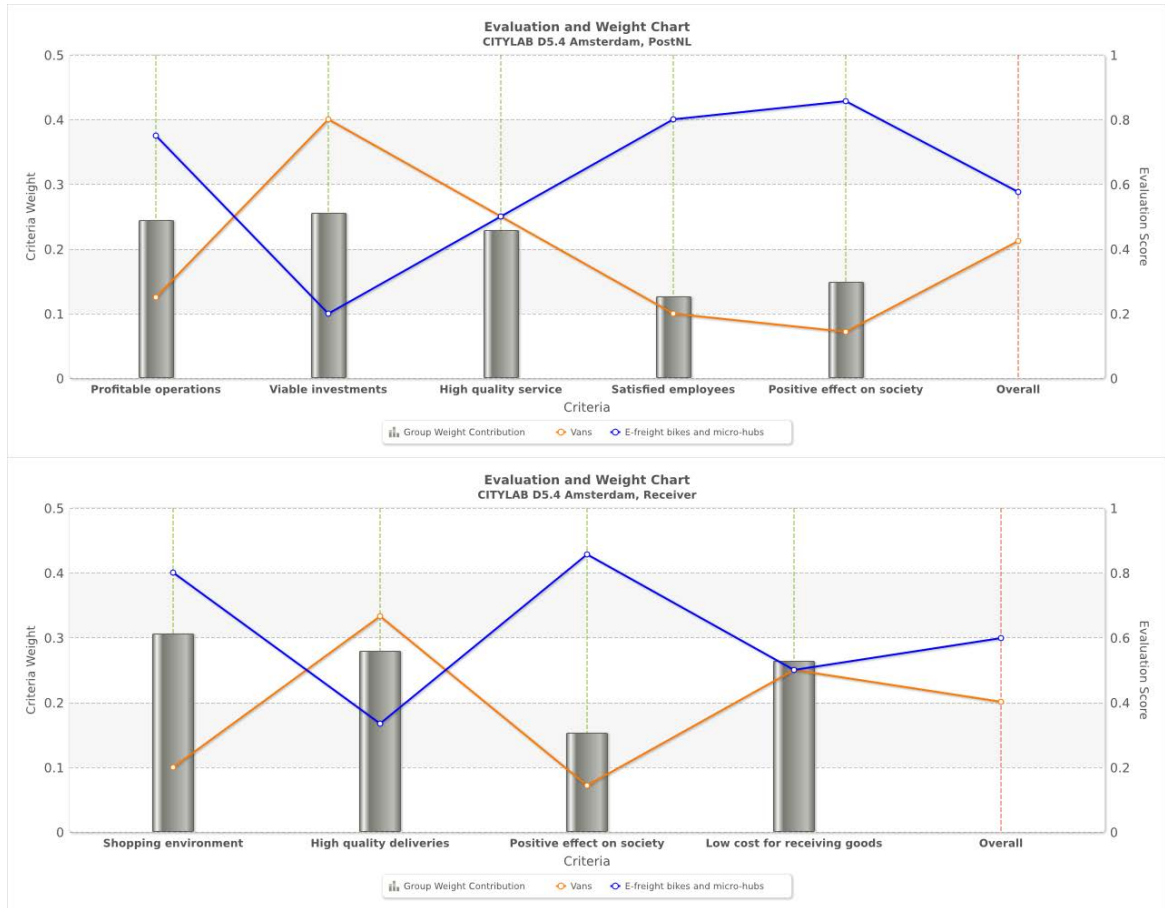 Evaluation and Weight Chart
CITYLAB D5.4 Amsterdam, PostNL
0.5
0.4
0.3
0.2
0.1
0
Criteria Weight
1
0.8
0.6
0.4
0.2
0
Evaluation Score
Profitable operations Viable investments High quality service Satisfied employees Positive effect on society Overall
Criteria
Group Weight Contribution Vans E-freight bikes and micro-hubs
Evaluation and Weight Chart
CITYLAB D5.4 Amsterdam, Receiver
0.5
0.4
0.3
0.2
0.1
0
Criteria Weight
1
0.8
0.6
0.4
0.2
0
Evaluation Score
Shopping environment High quality deliveries Positive effect on society Low cost for receiving goods Overall
Criteria
Group Weight Contribution Vans E-freight bikes and micro-hubs